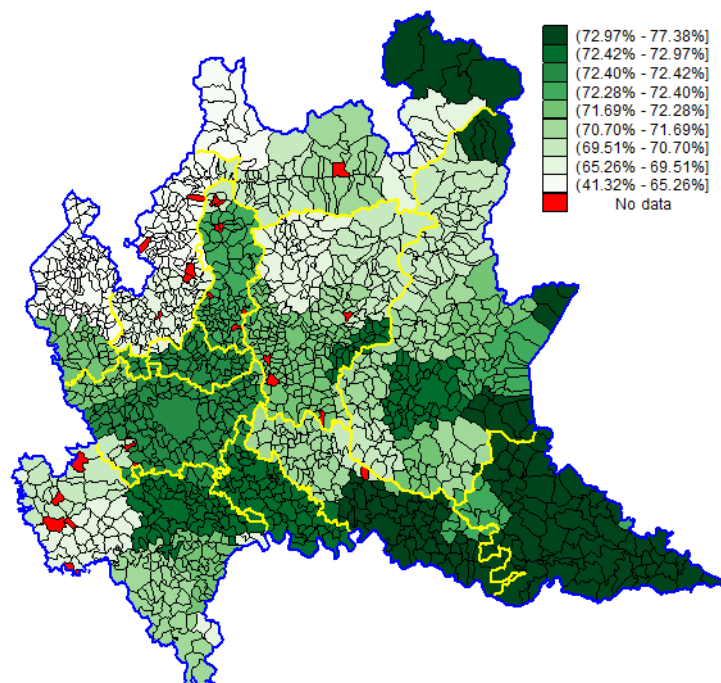 (72.97% - 77.38%]
(72.42% - 72.97%]
(72.40% - 72.42%]
(72.28% - 72.40%]
(71.69% - 72.28%]
(70.70% - 71.69%]
(69.51% - 70.70%]
(65.26% - 69.51%]
(41.32% - 65.26%]
No data